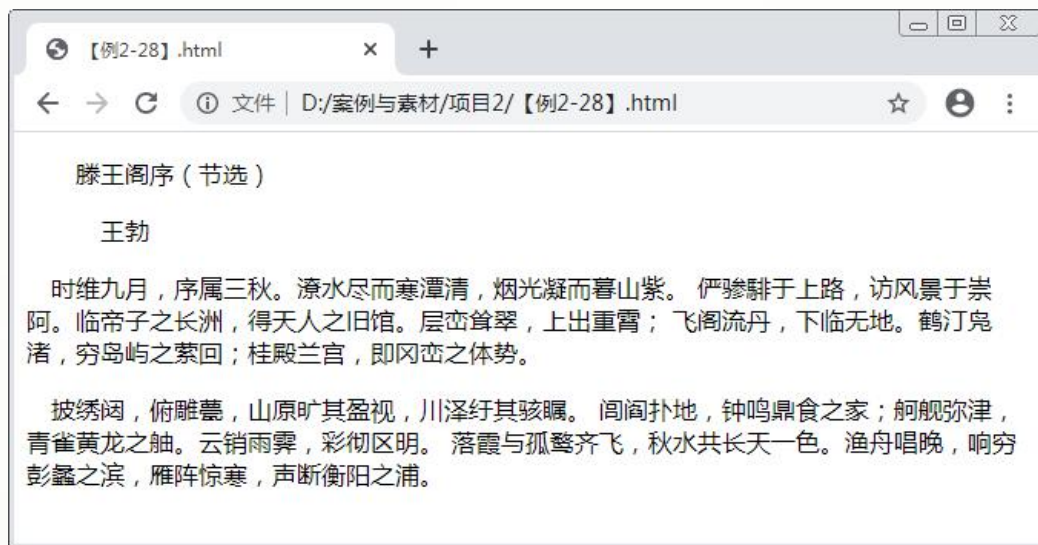 【例2-28】.html
文件 | D:/案例与素材/项目2/【例2-28】.html
滕王阁序（节选）
王勃
时维九月，序属三秋。潦水尽而寒潭清，烟光凝而暮山紫。 俨骖騑于上路，访风景于崇
阿。临帝子之长洲，得天人之旧馆。层峦耸翠，上出重霄； 飞阁流丹，下临无地。鹤汀凫
渚，穷岛屿之萦回；桂殿兰宫，即冈峦之体势。
披绣闼，俯雕甍，山原旷其盈视，川泽纡其骇瞩。 闾阎扑地，钟鸣鼎食之家；舸舰弥津，
青雀黄龙之舳。云销雨霁，彩彻区明。 落霞与孤鹜齐飞，秋水共长天一色。渔舟唱晚，响穷
彭蠡之滨，雁阵惊寒，声断衡阳之浦。